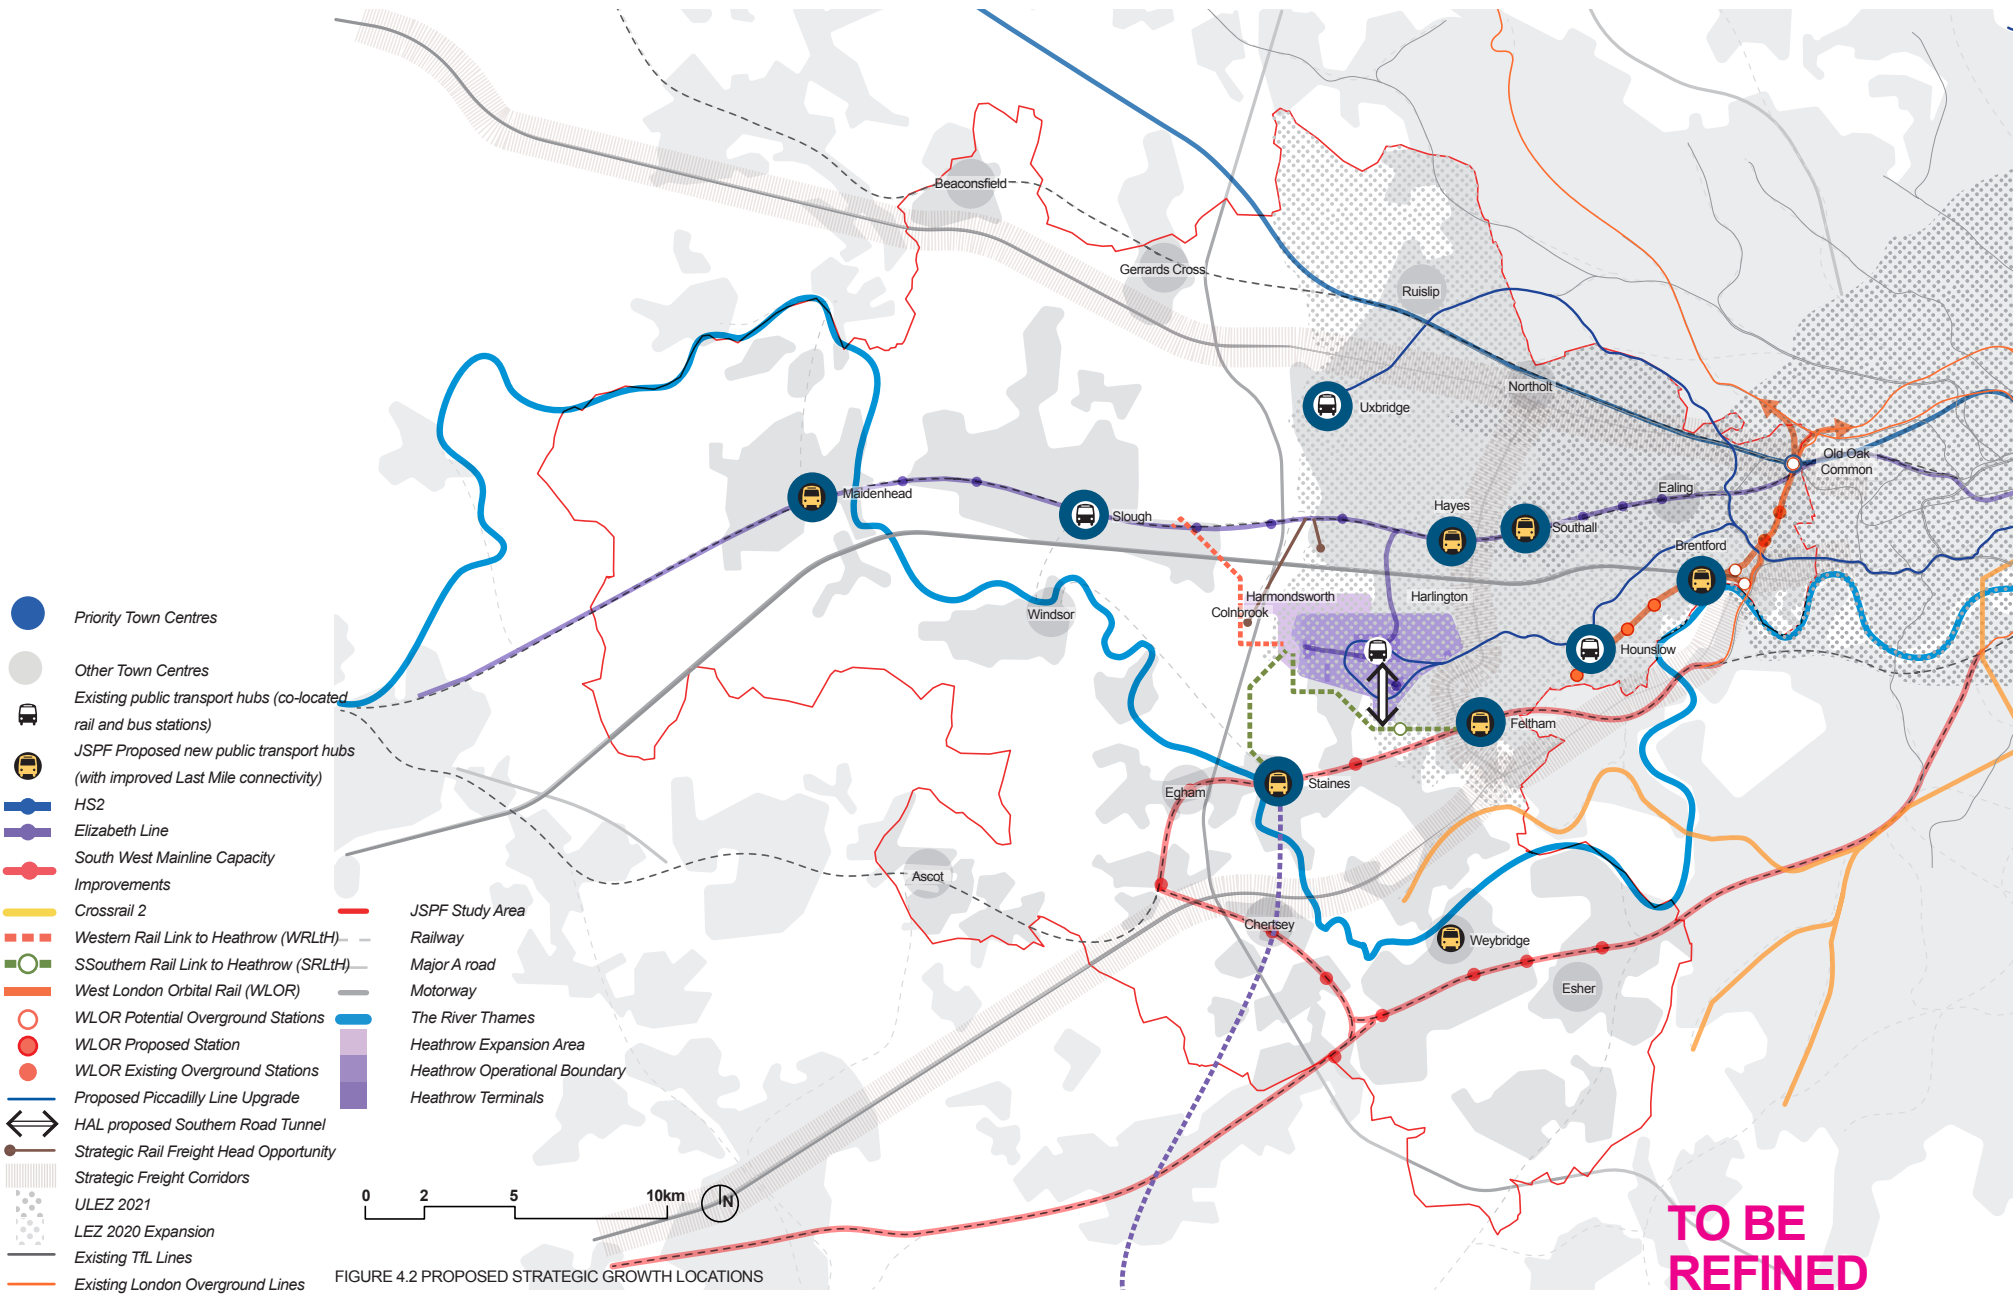 Beaconsfield
Gerrards Cross
Ruislip
Northolt
Uxbridge
Old Oak
Common
Ealing
Maidenhead
Slough
Hayes
Southall
Brentford
Windsor
Harmondsworth
Colnbrook
Harlington
Hounslow
Feltham
Staines
Egham
Ascot
Chertsey
Weybridge
Esher
Priority Town Centres
Other Town Centres
Existing public transport hubs (co-located
rail and bus stations)
JSPF Proposed new public transport hubs
(with improved Last Mile connectivity)
HS2
Elizabeth Line
South West Mainline Capacity
Improvements
Crossrail 2
Western Rail Link to Heathrow (WRLtH)
SSouthern Rail Link to Heathrow (SRLtH)
West London Orbital Rail (WLOR)
WLOR Potential Overground Stations
WLOR Proposed Station
WLOR Existing Overground Stations
Proposed Piccadilly Line Upgrade
HAL proposed Southern Road Tunnel
Strategic Rail Freight Head Opportunity
Strategic Freight Corridors
ULEZ 2021
LEZ 2020 Expansion
Existing TfL Lines
Existing London Overground Lines
JSPF Study Area
Railway
Major A road
Motorway
The River Thames
Heathrow Expansion Area
Heathrow Operational Boundary
Heathrow Terminals
0 2 5 10km
N
FIGURE 4.2 PROPOSED STRATEGIC GROWTH LOCATIONS
TO BE
REFINED